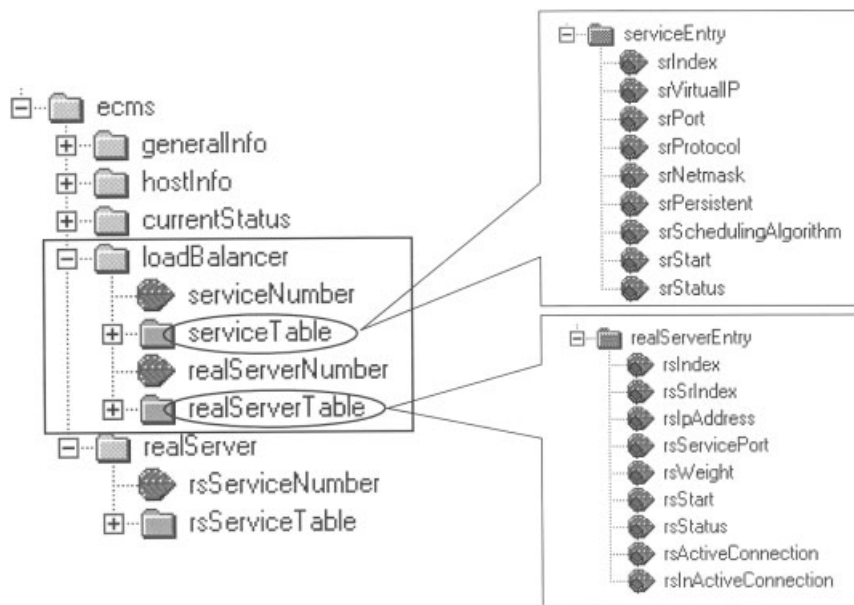 ecms
generalInfo
hostInfo
currentStatus
loadBalancer
serviceNumber
serviceTable
realServerNumber
realServerTable
realServer
rsServiceNumber
rsServiceTable
serviceEntry
srIndex
srVirtualIP
srPort
srProtocol
srNetmask
srPersistent
srSchedulingAlgorithm
srStart
srStatus
realServerEntry
rsIndex
rsSrIndex
rsIpAddress
rsServicePort
rsWeight
rsStart
rsStatus
rsActiveConnection
rsInActiveConnection